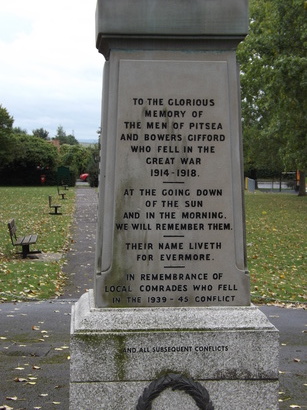 TO THE GLORIOUS
MEMORY OF
THE MEN OF PITSEA
AND BOWERS GIFFORD
WHO FELL IN THE
GREAT WAR
1914-1918.
AT THE GOING DOWN
OF THE SUN
AND IN THE MORNING.
WE WILL REMEMBER THEM.
THEIR NAME LIVETH
FOR EVERMORE.
IN REMEMBRANCE OF
LOCAL COMRADES WHO FELL
IN THE 1939-45 CONFLICT
AND ALL SUBSEQUENT CONFLICTS